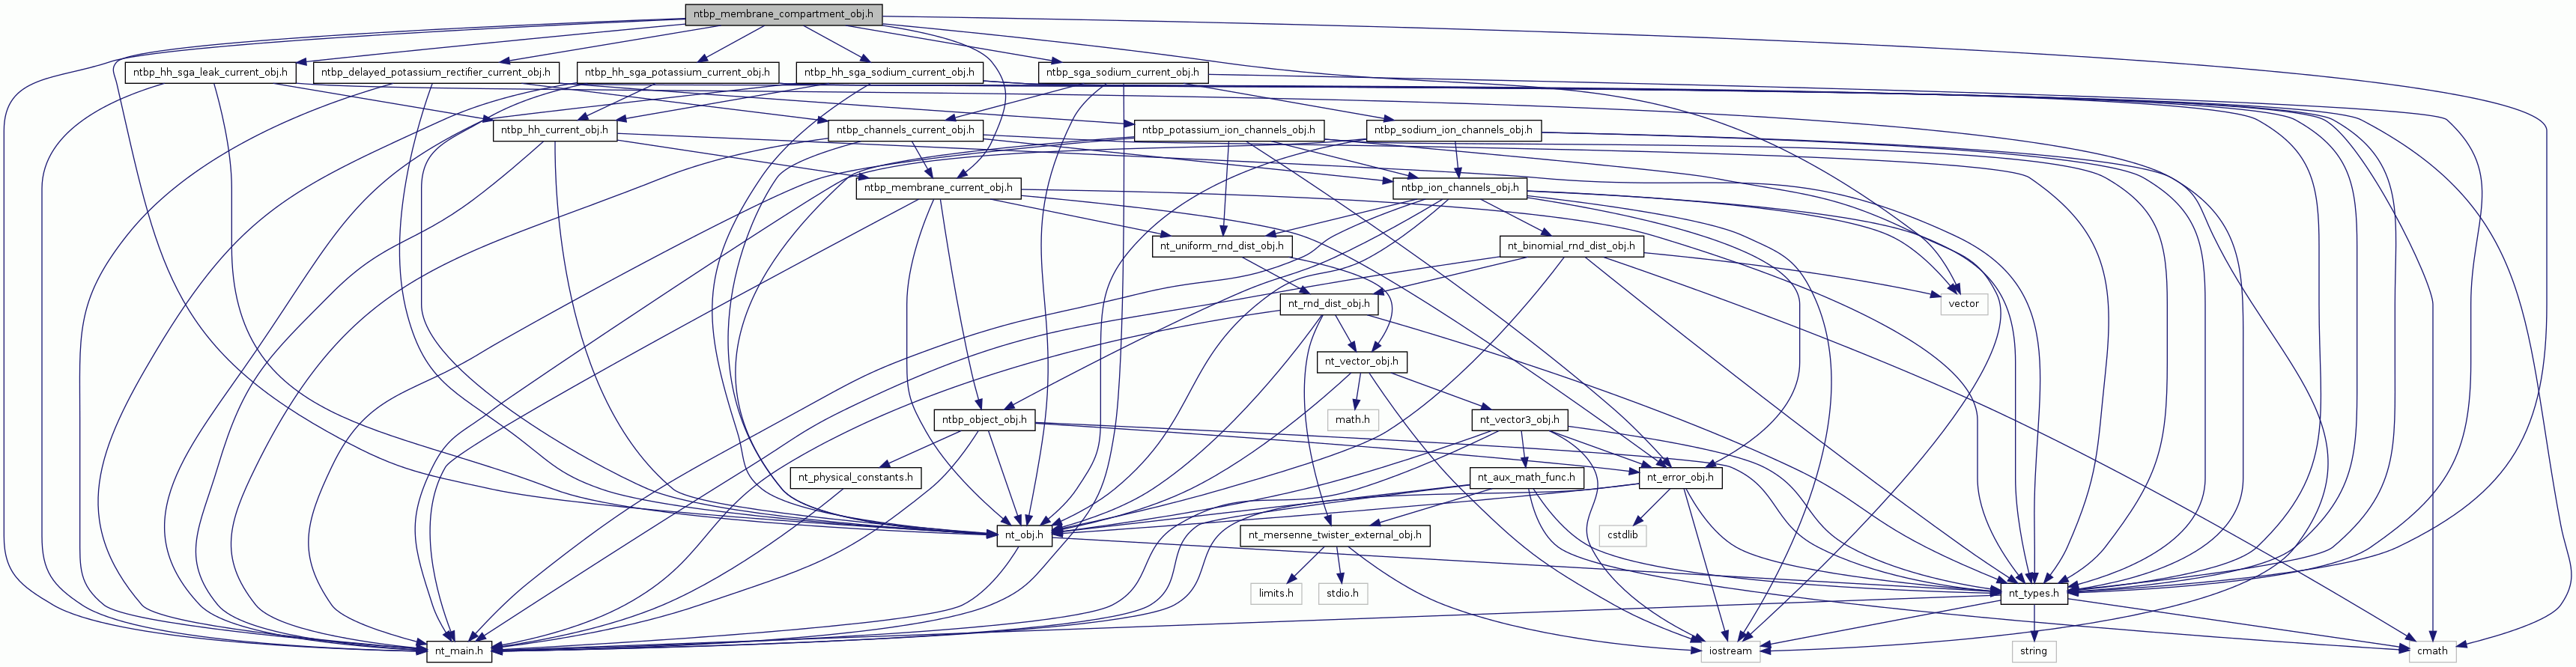 ntbp_membrane_compartment_obj.h
ntbp_hh_sga_leak_current_obj.h
ntbp_delayed_potassium_rectifier_current_obj.h
ntbp_hh_sga_potassium_current_obj.h
ntbp_hh_sga_sodium_current_obj.h
ntbp_sga_sodium_current_obj.h
ntbp_hh_current_obj.h
ntbp_channels_current_obj.h
ntbp_potassium_ion_channels_obj.h
ntbp_sodium_ion_channels_obj.h
ntbp_membrane_current_obj.h
ntbp_ion_channels_obj.h
nt_uniform_rnd_dist_obj.h
nt_binomial_rnd_dist_obj.h
nt_rnd_dist_obj.h
vector
nt_vector_obj.h
ntbp_object_obj.h
math.h
nt_vector3_obj.h
nt_physical_constants.h
nt_aux_math_func.h
nt_error_obj.h
nt_obj.h
nt_mersenne_twister_external_obj.h
cstdlib
limits.h
stdio.h
nt_types.h
nt_main.h
iostream
string
cmath